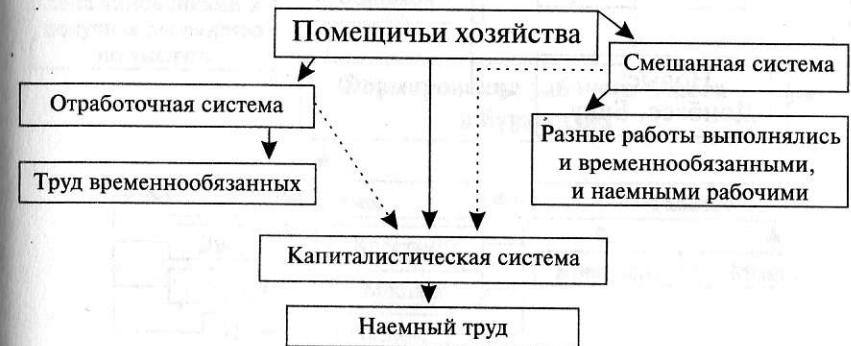 Помещичьи хозяйства
Смешанная система
Отработочная система
Разные работы выполнялись
и временнообязанными,
и наемными рабочими
Труд временнообязанных
Капиталистическая система
Наемный труд